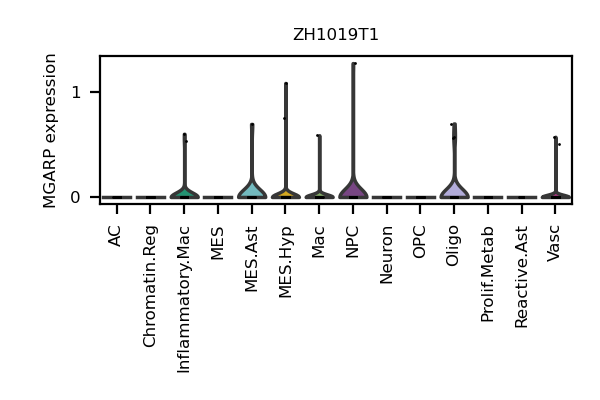 ZH1019T1
MGARP expression
1
0
AC
Chromatin.Reg
Inflammatory.Mac
MES
MES.Ast
MES.Hyp
Mac
NPC
Neuron
OPC
Oligo
Prolif.Metab
Reactive.Ast
Vasc